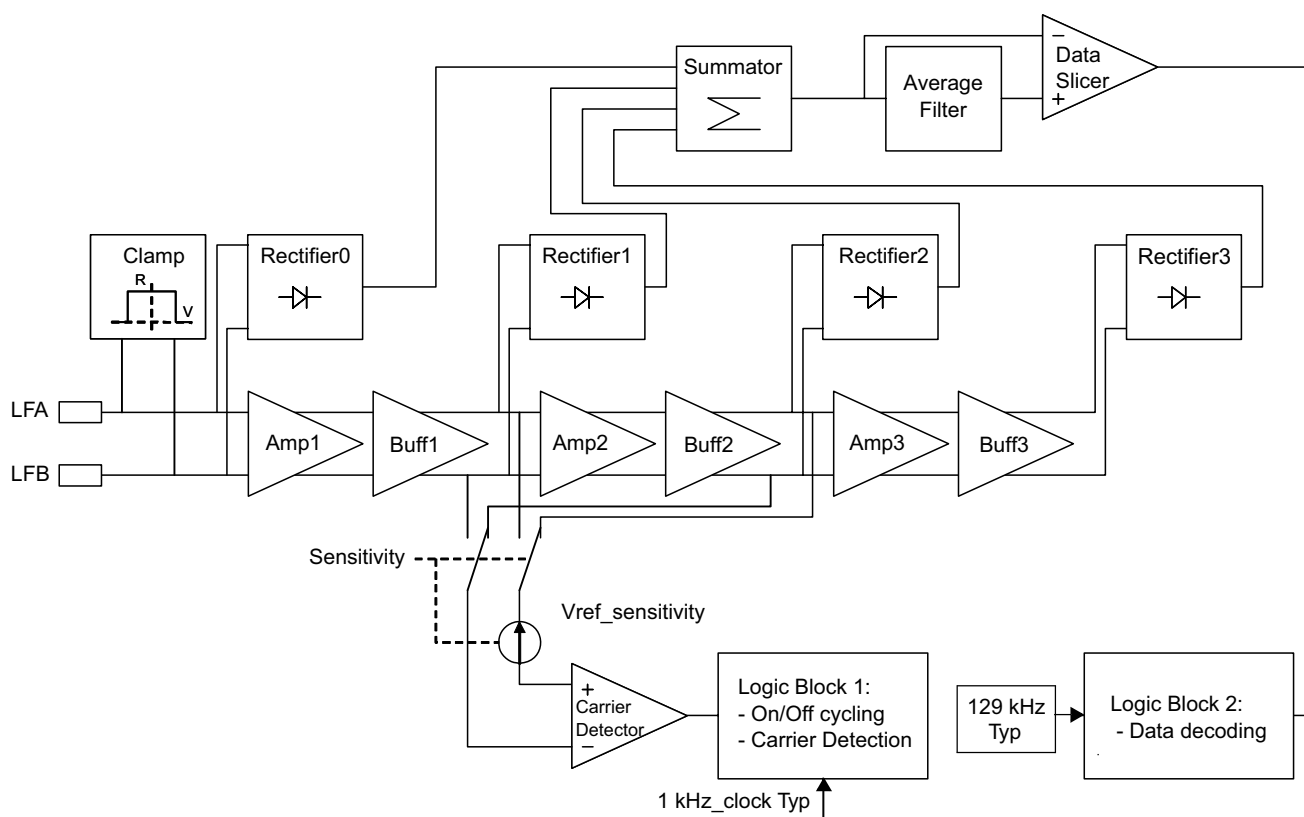 Summator
Σ
Average
Filter
−
Data
Slicer
+
Clamp
R
V
Rectifier0
Rectifier1
Rectifier2
Rectifier3
LFA
LFB
Amp1
Buff1
Amp2
Buff2
Amp3
Buff3
Sensitivity
Vref_sensitivity
+
Carrier
Detector
−
Logic Block 1:
- On/Off cycling
- Carrier Detection
1 kHz_clock Typ
129 kHz
Typ
Logic Block 2:
- Data decoding